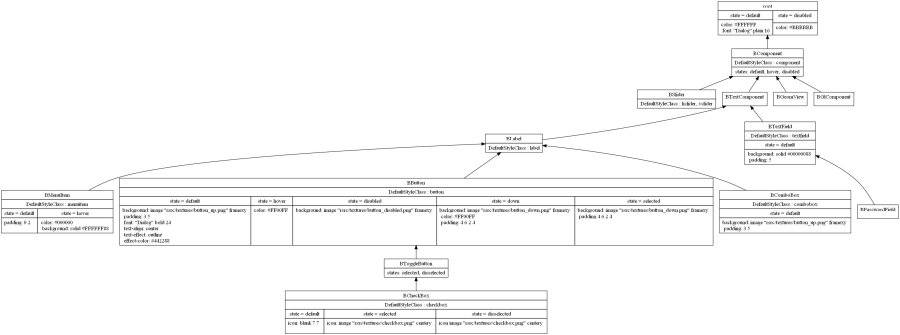 root
state = default
state = disabled
color: #FFFFFF
font: "Dialog" plain 16
color: #BBBBBB
BComponent
DefaultStyleClass : component
states: default, hover, disabled
BSlider
DefaultStyleClass : hslider, vslider
BTextComponent
BGeomView
BGlComponent
BTextField
DefaultStyleClass : textfield
state = default
background: solid #00000088
padding: 5
BLabel
DefaultStyleClass : label
BMenuItem
DefaultStyleClass : menuitem
state = default
state = hover
padding: 0 2
color: #000000
background: solid #FFFFFF88
BButton
DefaultStyleClass : button
state = default
state = hover
state = disabled
state = down
state = selected
background: image "rsrc/textures/button_up.png" framexy
padding: 3 5
font: "Dialog" bold 24
text-align: center
text-effect: outline
effect-color: #442288
color: #FF00FF
background: image "rsrc/textures/button_disabled.png" framexy
background: image "rsrc/textures/button_down.png" framexy
color: #FF00FF
padding: 4 6 2 4
background: image "rsrc/textures/button_down.png" framexy
padding: 4 6 2 4
BComboBox
DefaultStyleClass : combobox
state = default
background: image "rsrc/textures/button_up.png" framexy
padding: 3 5
BPasswordField
BToggleButton
states: selected, disselected
BCheckBox
DefaultStyleClass : checkbox
state = default
state = selected
state = disselected
icon: blank 7 7
icon: image "rsrc/textures/checkbox.png" centery
icon: image "rsrc/textures/checkbox.png" centery